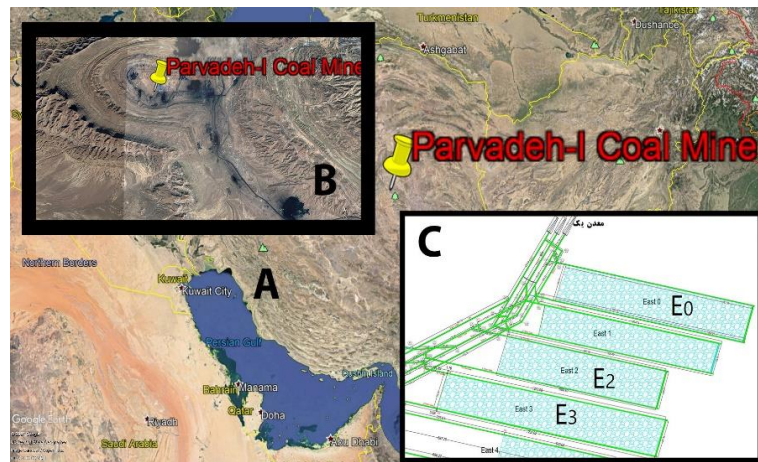 Turkmenistan
Tajikistan
Dushanbe
Ashgabat
Parvadeh-I Coal Mine
B
Parvadeh-I Coal Mine
Northern Borders
Kuwait
Kuwait City
A
Persian Gulf
Bahrain
Manama
Qatar
Doha
Riyadh
Abu Dhabi
Saudi Arabia
Google Earth
C
معدن یک
East 0
E0
East 1
East 2
E2
East 3
E3
East 4